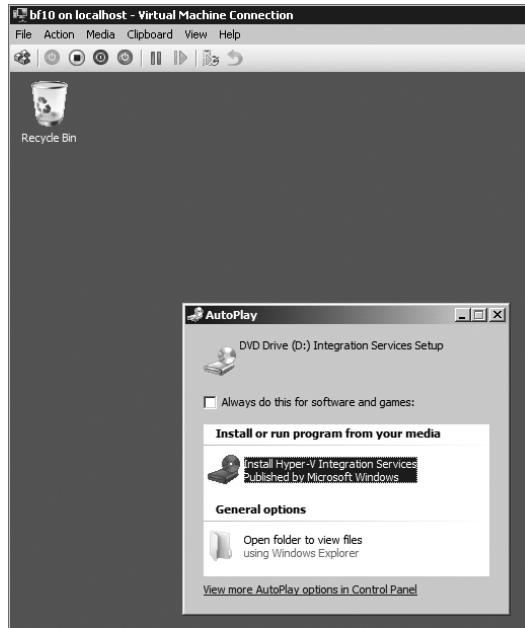 bf10 on localhost - Virtual Machine Connection
File Action Media Clipboard View Help
Recycle Bin
AutoPlay
DVD Drive (D:) Integration Services Setup
Always do this for software and games:
Install or run program from your media
Install Hyper-V Integration Services
Published by Microsoft Windows
General options
Open folder to view files
using Windows Explorer
View more AutoPlay options in Control Panel